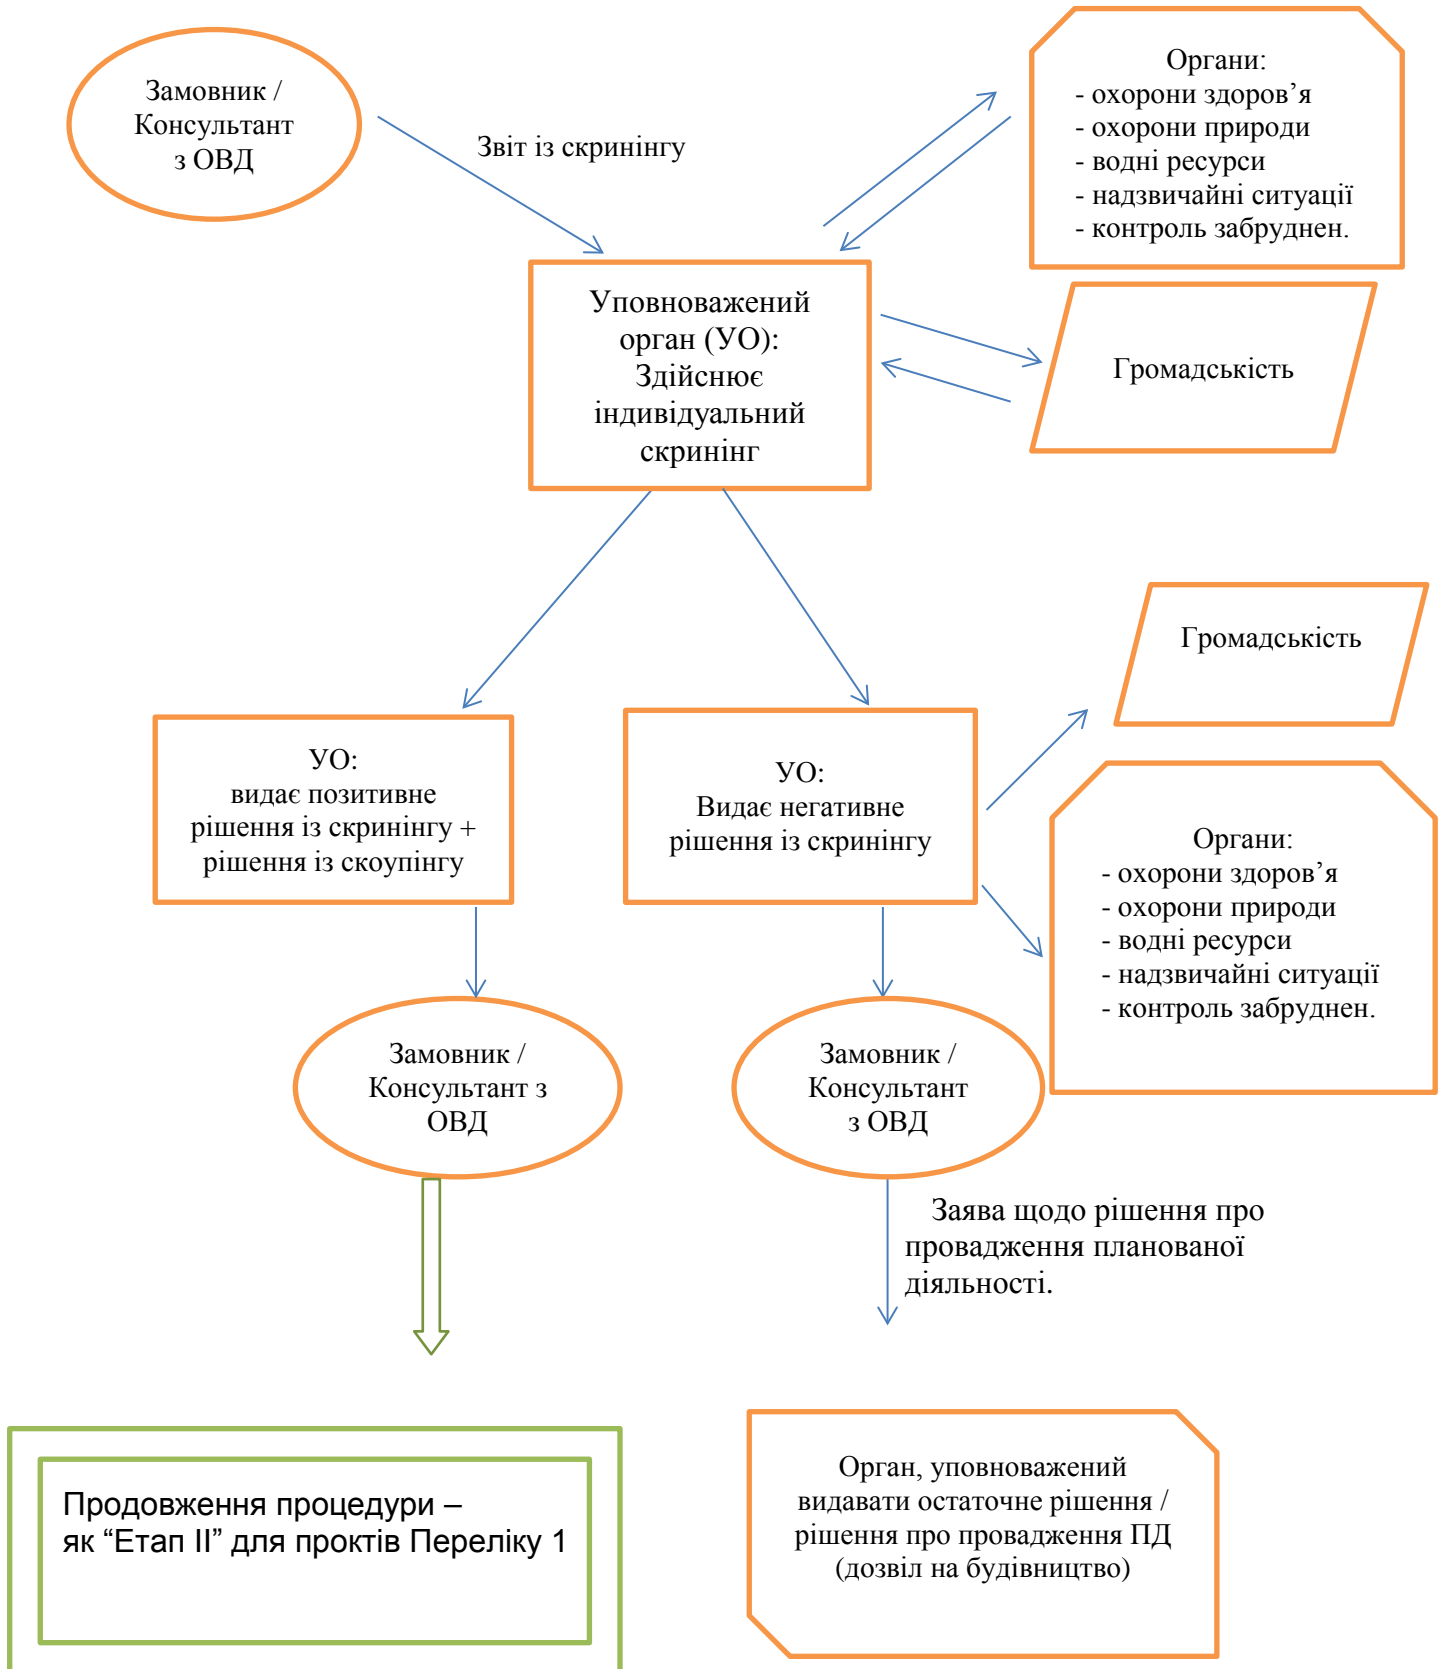 Замовник /
Консультант
з ОВД
Звіт із скринінгу
Органи:
- охорони здоров’я
- охорони природи
- водні ресурси
- надзвичайні ситуації
- контроль забруднен.
Уповноважений
орган (УО):
Здійснює
індивідуальний
скринінг
Громадськість
Громадськість
УО:
видає позитивне
рішення із скринінгу +
рішення із скоупінгу
УО:
Видає негативне
рішення із скринінгу
Органи:
- охорони здоров’я
- охорони природи
- водні ресурси
- надзвичайні ситуації
- контроль забруднен.
Замовник /
Консультант з
ОВД
Замовник /
Консультант
з ОВД
Заява щодо рішення про
провадження планованої
діяльності.
Продовження процедури –
як “Етап II” для проктів Переліку 1
Орган, уповноважений
видавати остаточне рішення /
рішення про провадження ПД
(дозвіл на будівництво)